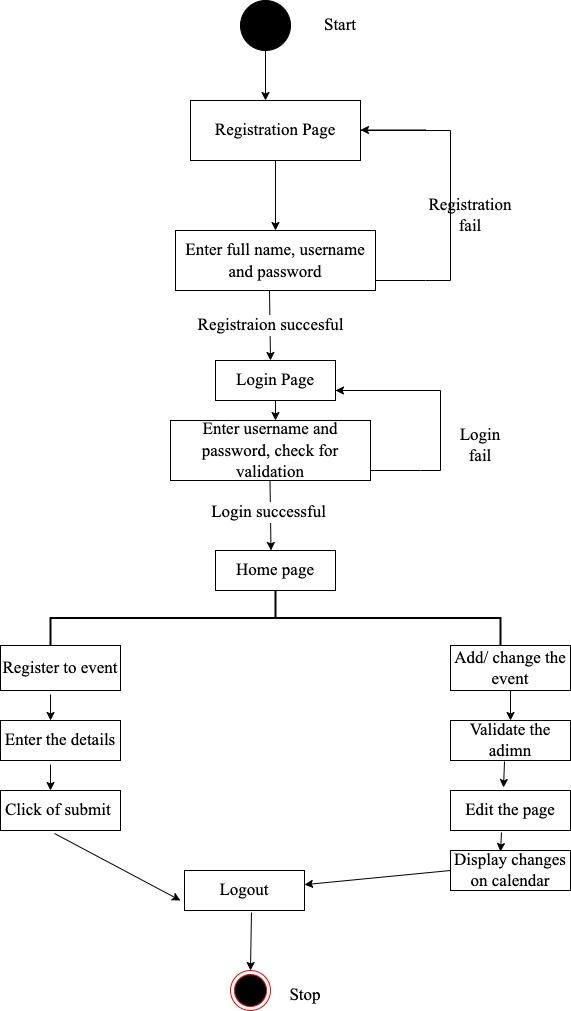 Start
Registration Page
Registration
fail
Enter full name, username
and password
Registraion succesful
Login Page
Enter username and
password, check for
validation
Login
fail
Login successful
Home page
Register to event
Add/ change the
event
Enter the details
Validate the
adimn
Click of submit
Edit the page
Display changes
on calendar
Logout
Stop